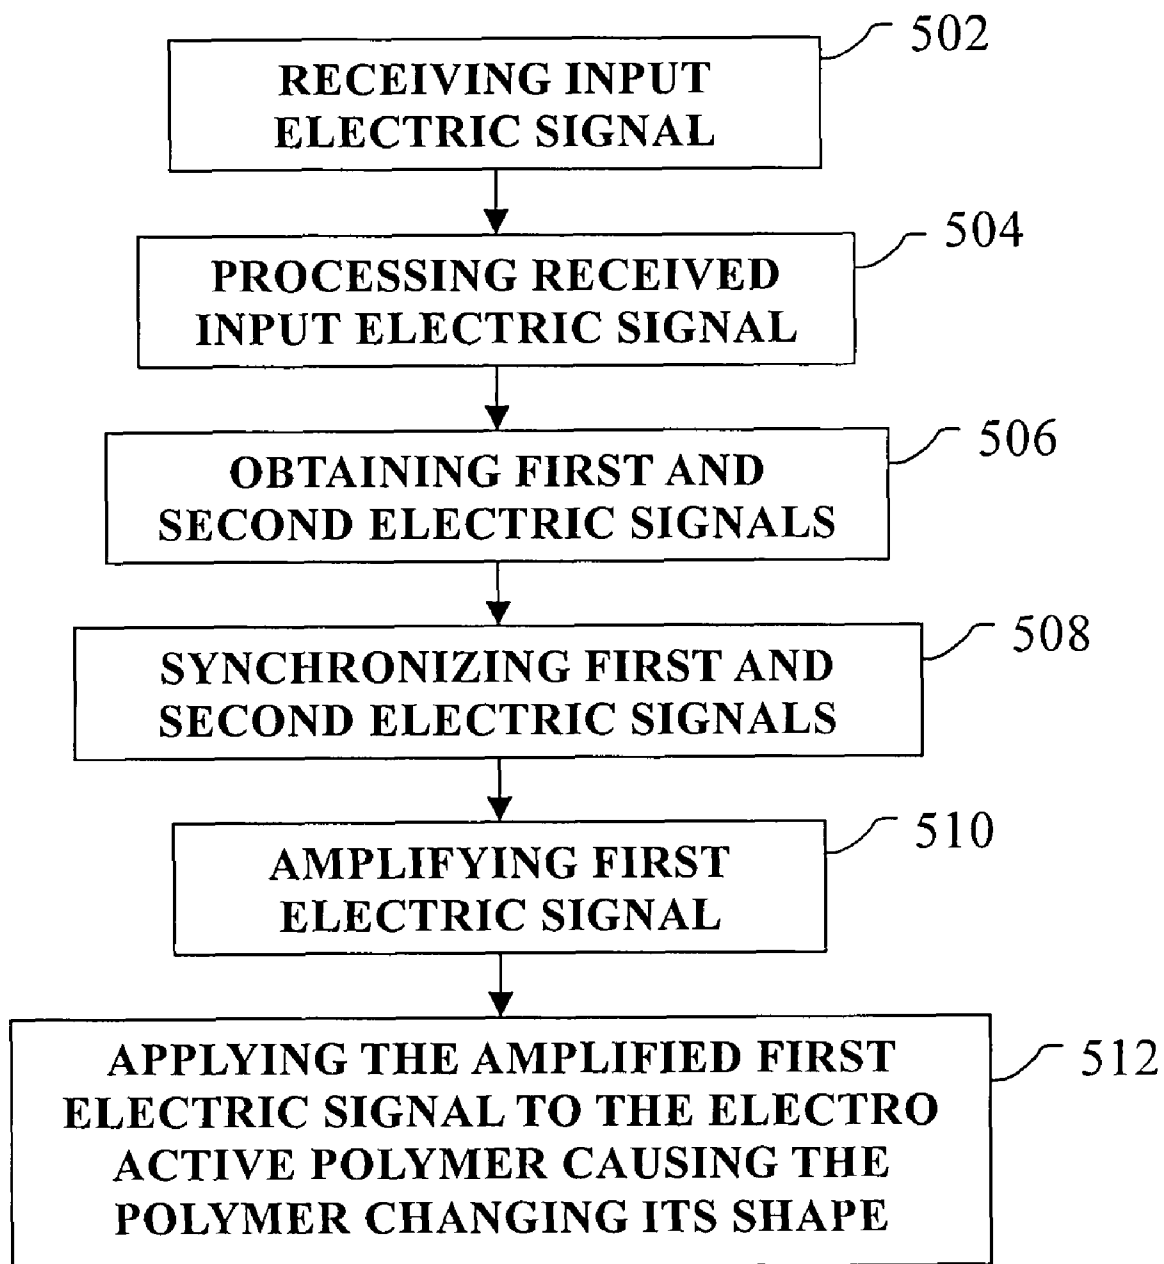 502
RECEIVING INPUT
ELECTRIC SIGNAL
504
PROCESSING RECEIVED
INPUT ELECTRIC SIGNAL
506
OBTAINING FIRST AND
SECOND ELECTRIC SIGNALS
508
SYNCHRONIZING FIRST AND
SECOND ELECTRIC SIGNALS
510
AMPLIFYING FIRST
ELECTRIC SIGNAL
512
APPLYING THE AMPLIFIED FIRST
ELECTRIC SIGNAL TO THE ELECTRO
ACTIVE POLYMER CAUSING THE
POLYMER CHANGING ITS SHAPE